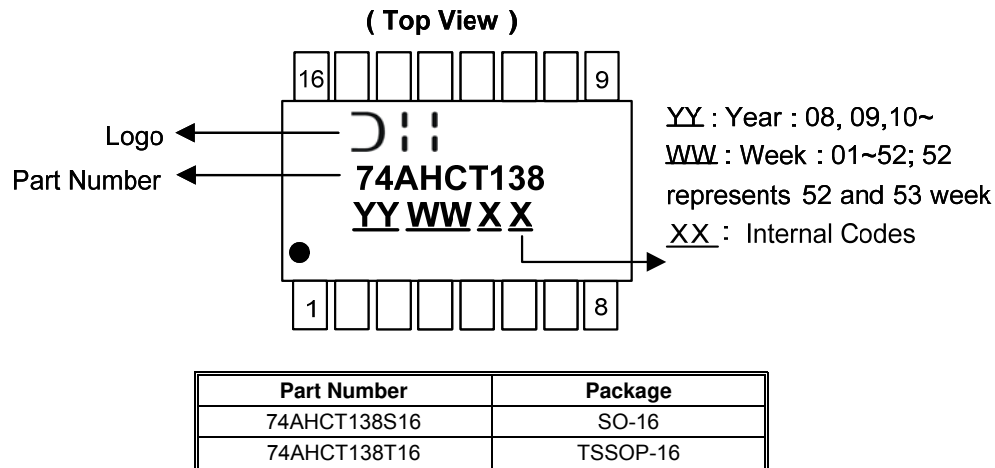 ( Top View )
16 9
Logo
Part Number
74AHCT138
YY WW X X
1 8
YY : Year : 08, 09,10~
WW : Week : 01~52; 52
represents 52 and 53 week
XX : Internal Codes
Part Number Package
74AHCT138S16 SO-16
74AHCT138T16 TSSOP-16